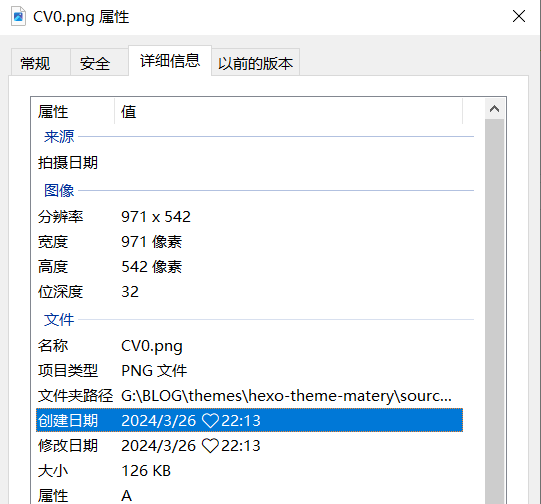 CV0.png 属性
常规 安全 详细信息 以前的版本
属性 值
来源
拍摄日期
图像
分辨率 971 x 542
宽度 971 像素
高度 542 像素
位深度 32
文件
名称 CV0.png
项目类型 PNG 文件
文件夹路径 G:\BLOG\themes\hexo-theme-matery\sourc...
创建日期 2024/3/26 ♡22:13
修改日期 2024/3/26 ♡22:13
大小 126 KB
属性 A